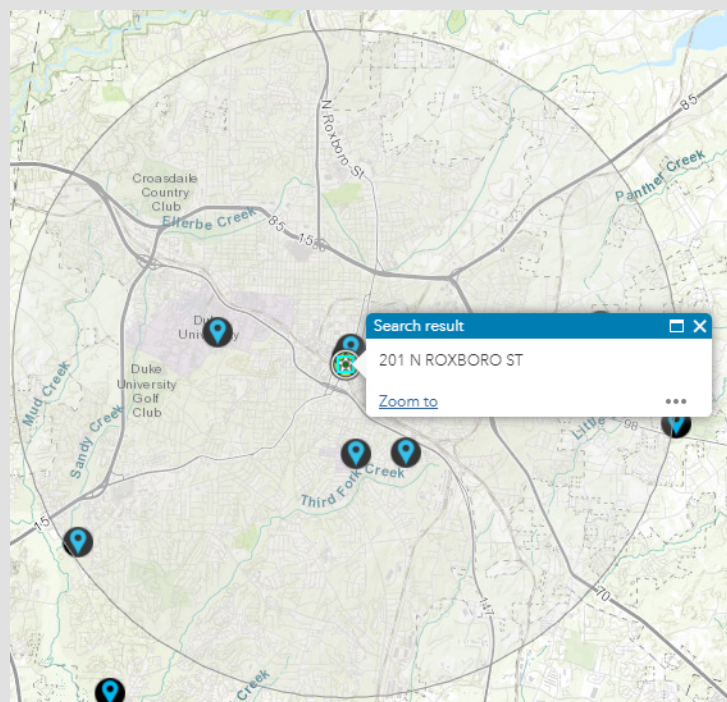 85
N Roxboro St
Panther Creek
Croasdaile
Country
Club
Ellerbe Creek
85
15
Duke
University
Search result
201 N ROXBORO ST
Zoom to
Duke
University
Golf
Club
Mud Creek
Sandy Creek
98
Third Fork Creek
15
70
147
Creek